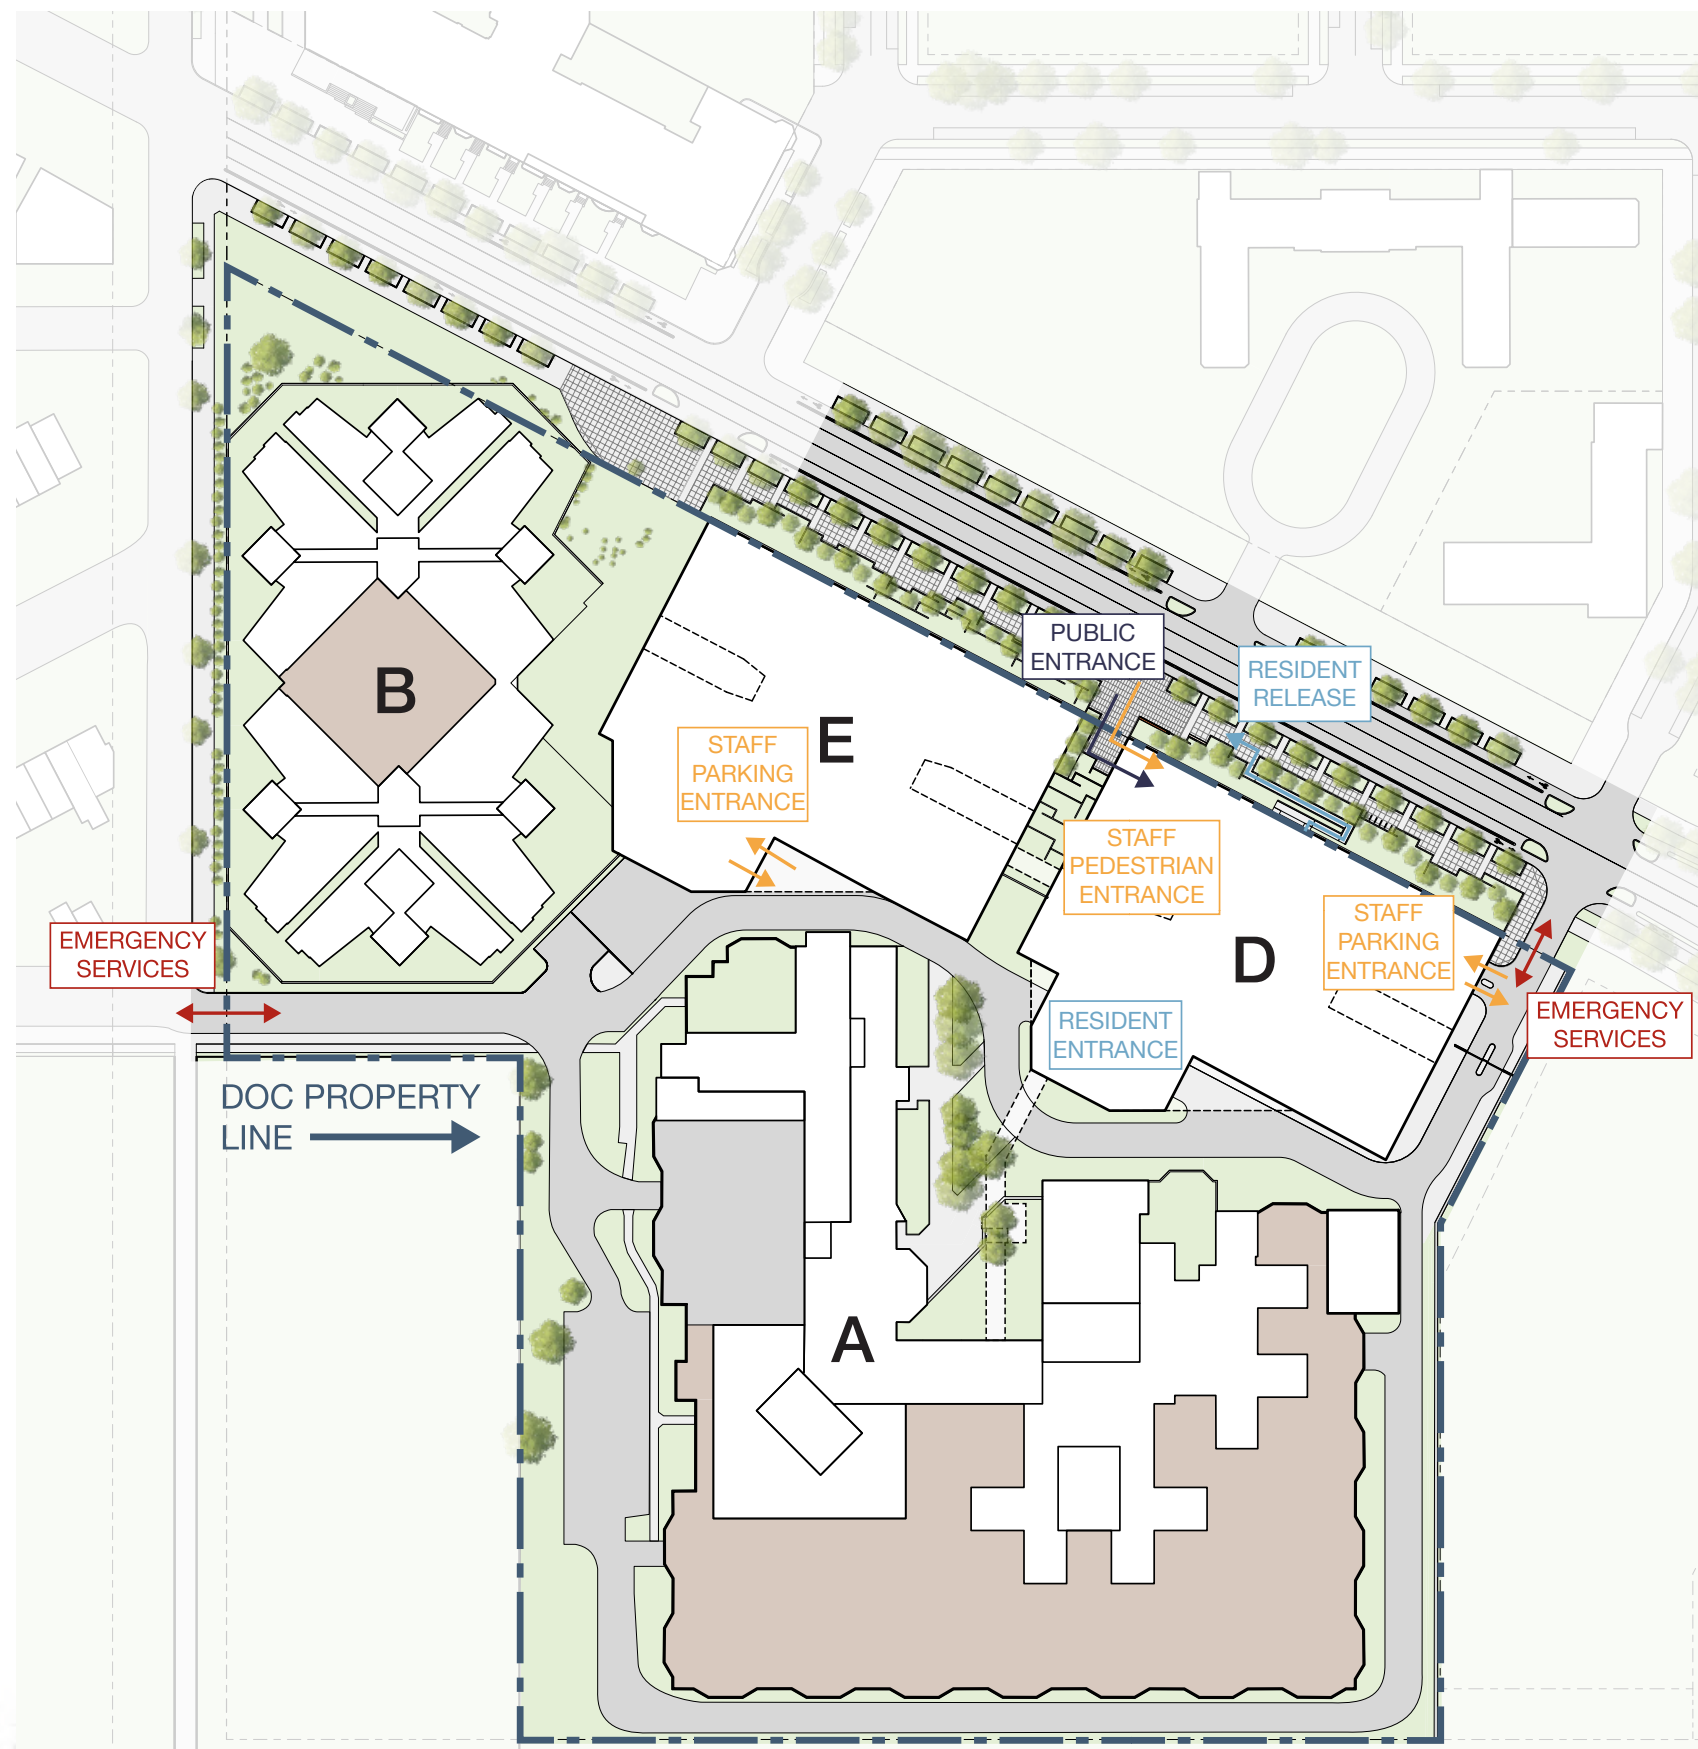 PUBLIC
ENTRANCE
RESIDENT
RELEASE
B
E
STAFF
PARKING
ENTRANCE
STAFF
PEDESTRIAN
ENTRANCE
D
STAFF
PARKING
ENTRANCE
EMERGENCY
SERVICES
RESIDENT
ENTRANCE
EMERGENCY
SERVICES
DOC PROPERTY
LINE
A